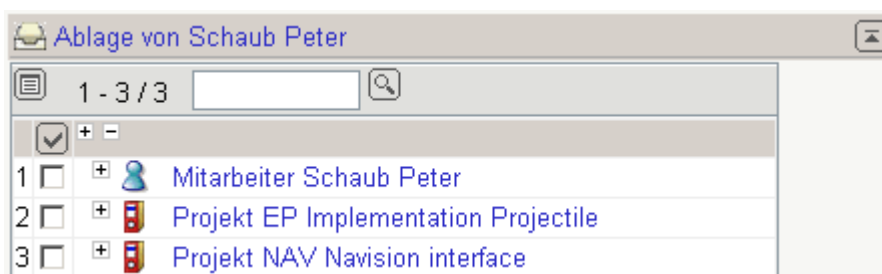 Ablage von Schaub Peter
1 - 3 / 3
1 Mitarbeiter Schaub Peter
2 Projekt EP Implementation Projectile
3 Projekt NAV Navision interface